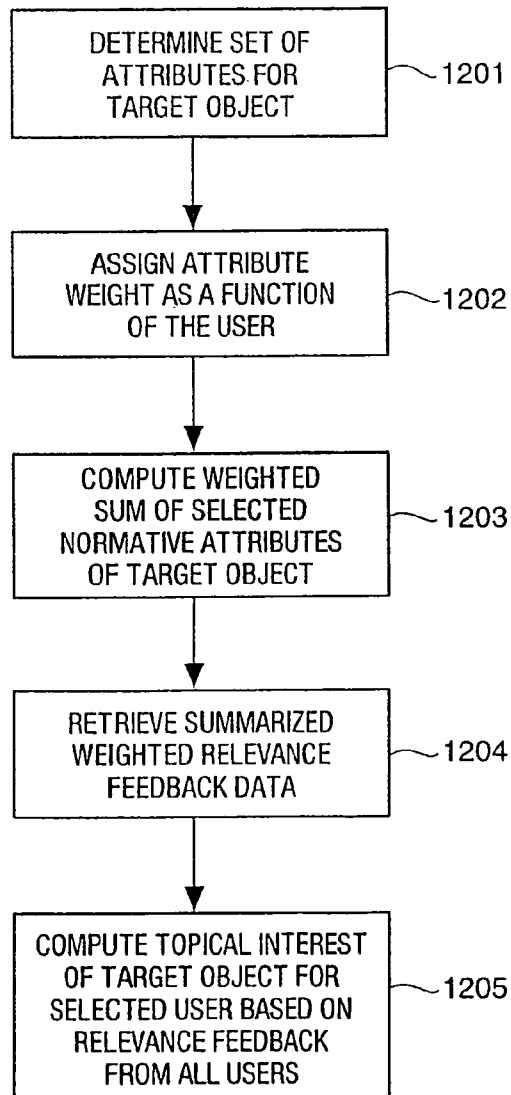 DETERMINE SET OF
ATTRIBUTES FOR
TARGET OBJECT
1201
ASSIGN ATTRIBUTE
WEIGHT AS A FUNCTION
OF THE USER
1202
COMPUTE WEIGHTED
SUM OF SELECTED
NORMATIVE ATTRIBUTES
OF TARGET OBJECT
1203
RETRIEVE SUMMARIZED
WEIGHTED RELEVANCE
FEEDBACK DATA
1204
COMPUTE TOPICAL INTEREST
OF TARGET OBJECT FOR
SELECTED USER BASED ON
RELEVANCE FEEDBACK
FROM ALL USERS
1205